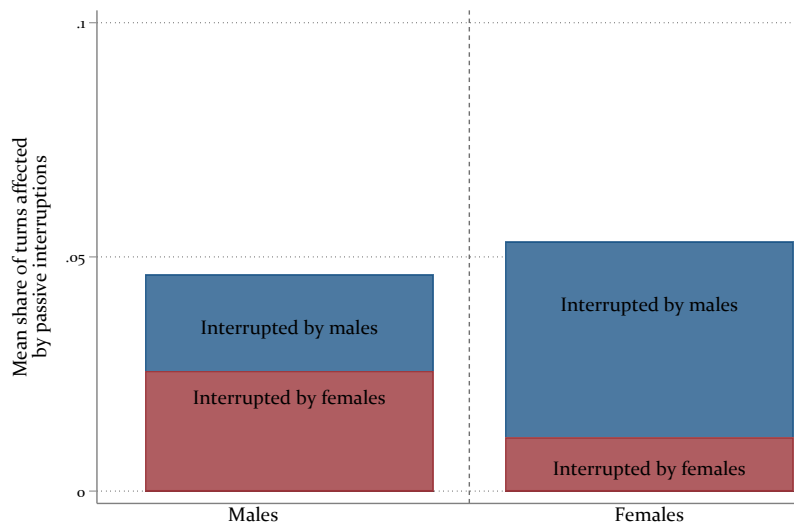 .1
.05
0
Mean share of turns affected
by passive interruptions
Interrupted by males
Interrupted by females
Interrupted by males
Interrupted by females
Males
Females